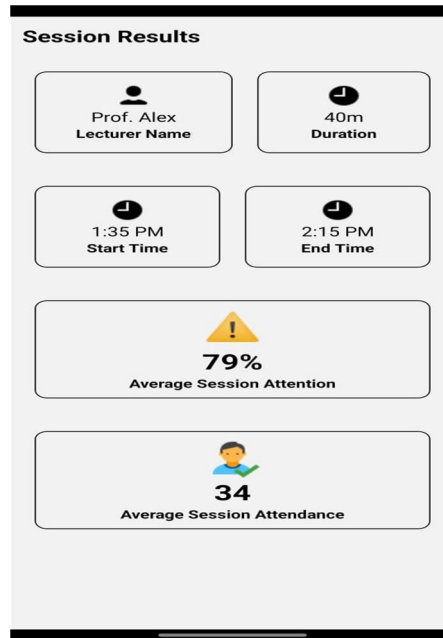 Session Results
Prof. Alex
Lecturer Name
40m
Duration
1:35 PM
Start Time
2:15 PM
End Time
79%
Average Session Attention
34
Average Session Attendance